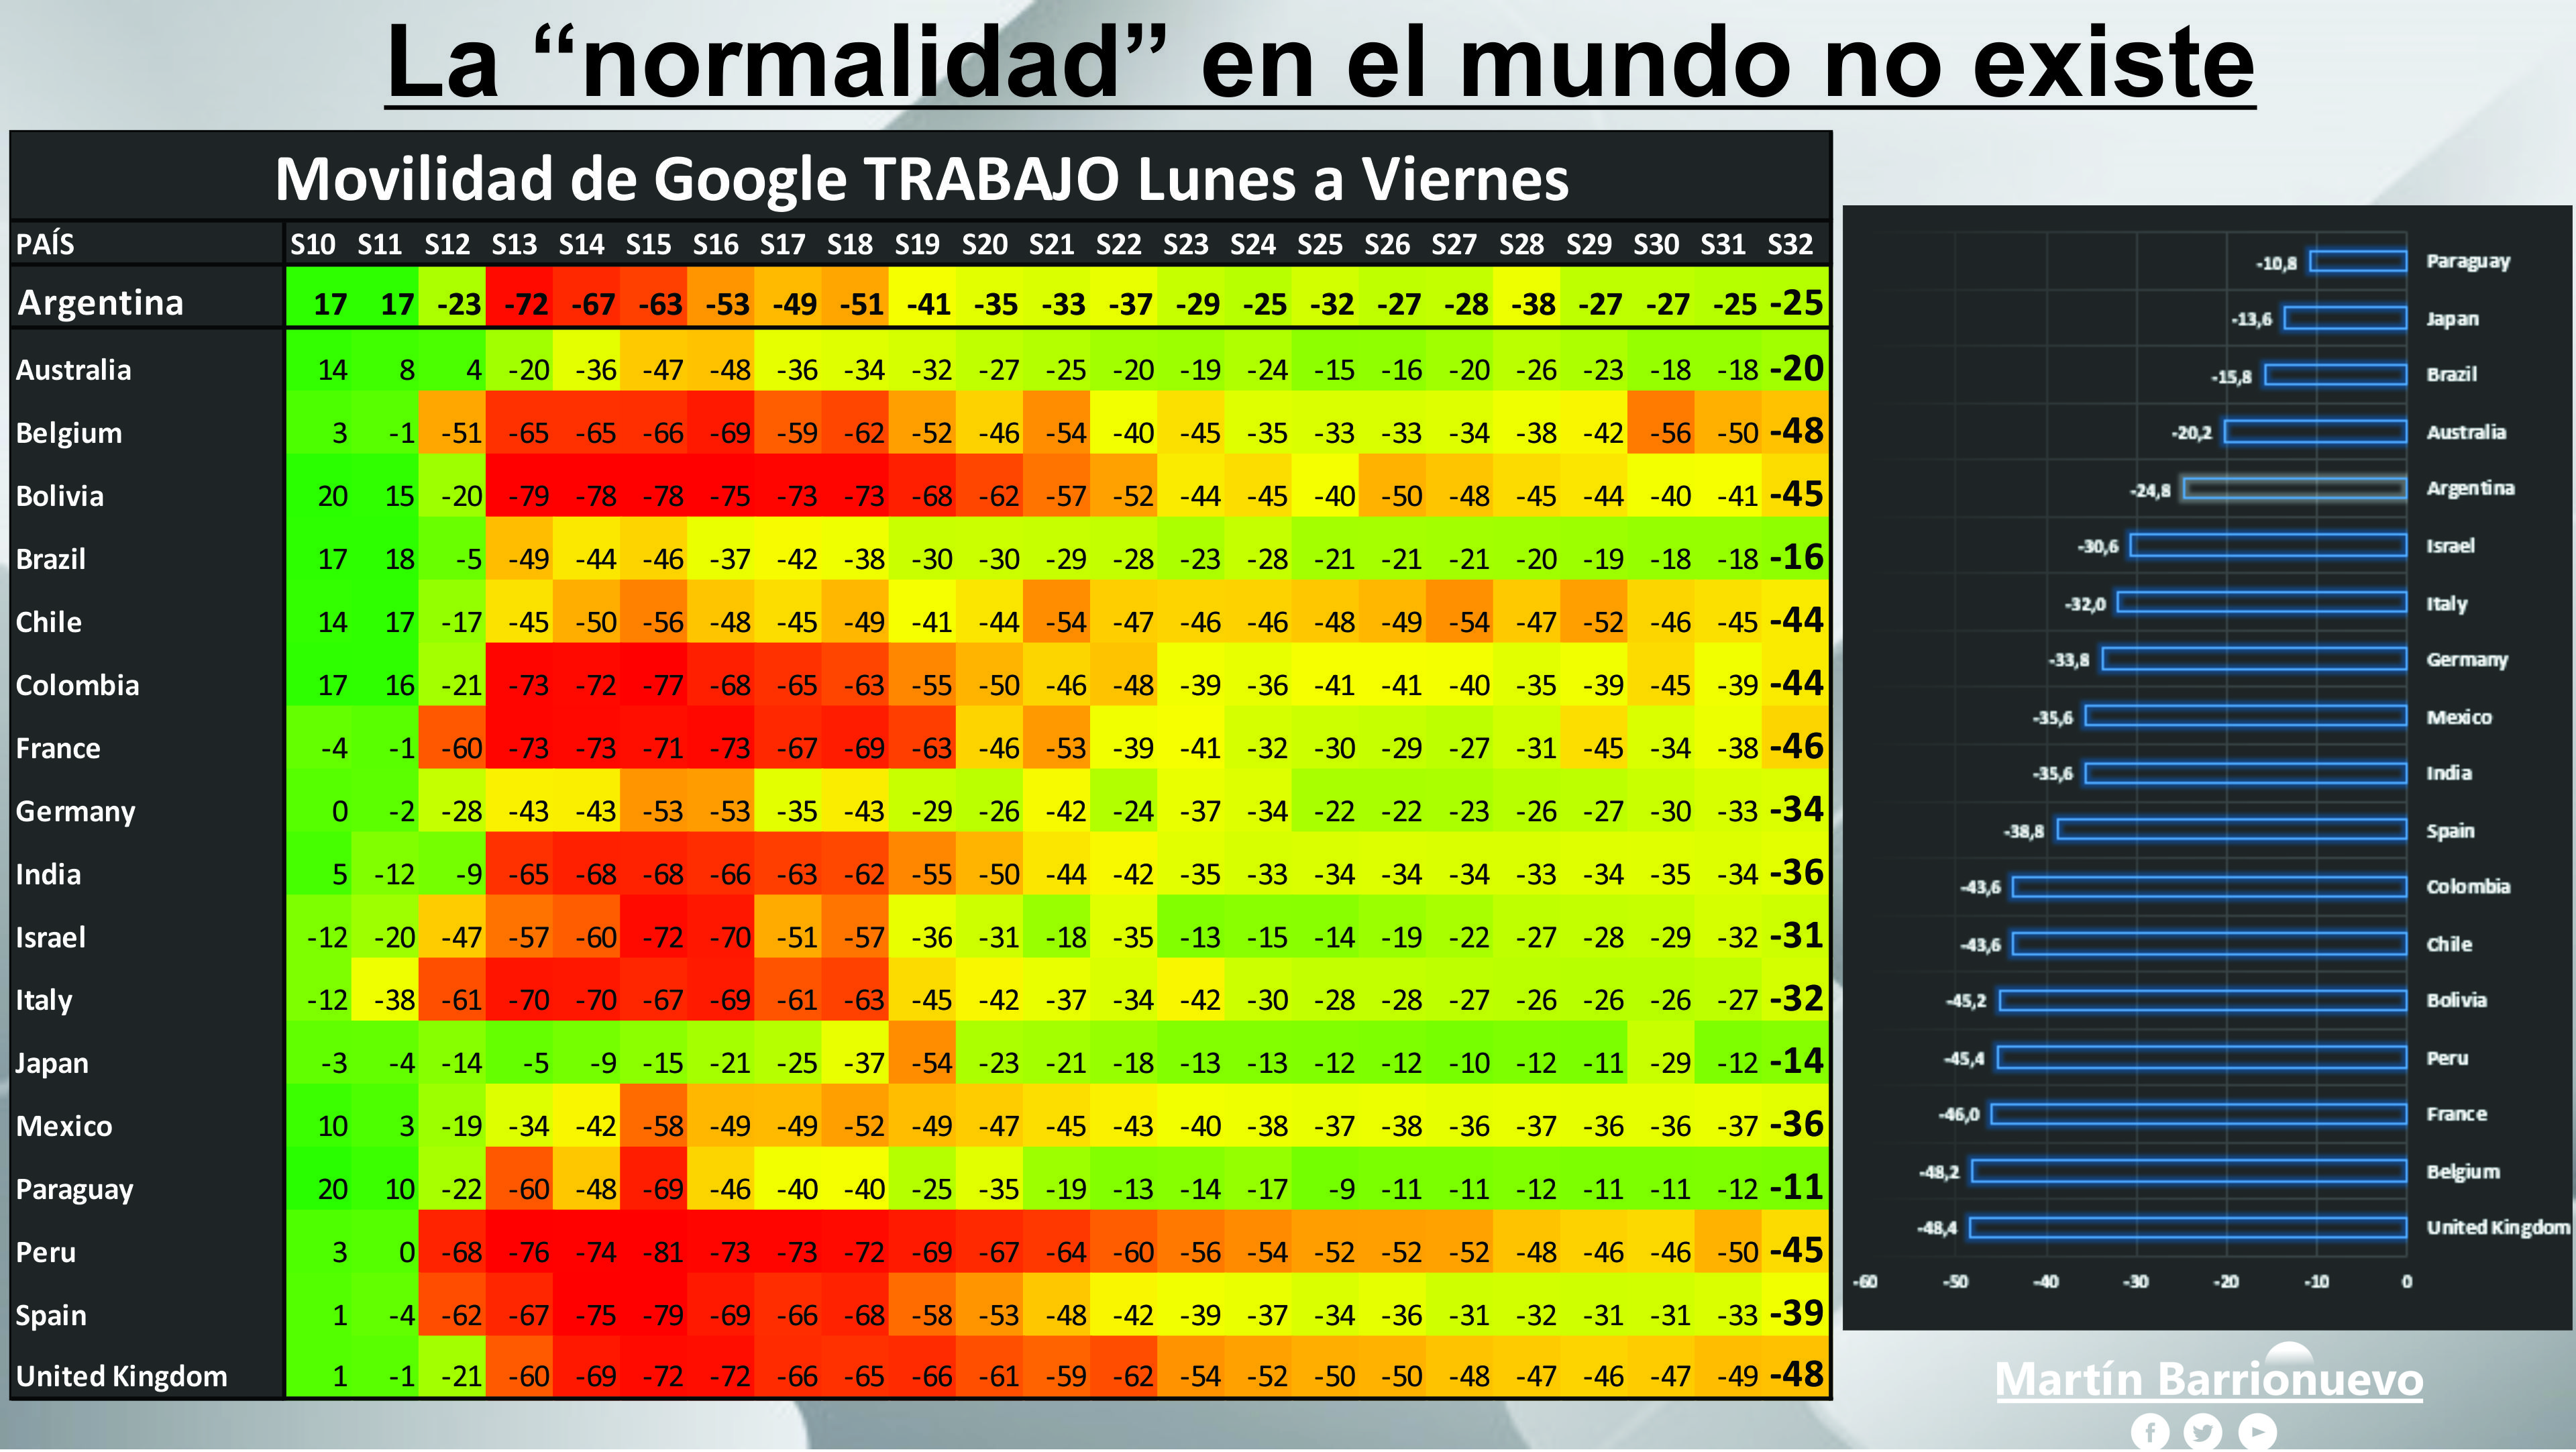 La “normalidad” en el mundo no existe
Movilidad de Google TRABAJO Lunes a Viernes
PAÍS S10 S11 S12 S13 S14 S15 S16 S17 S18 S19 S20 S21 S22 S23 S24 S25 S26 S27 S28 S29 S30 S31 S32
Argentina 17 17 -23 -72 -67 -63 -53 -49 -51 -41 -35 -33 -37 -29 -25 -32 -27 -28 -38 -27 -27 -25 -25
Australia 14 8 4 -20 -36 -47 -48 -36 -34 -32 -27 -25 -20 -19 -24 -15 -16 -20 -26 -23 -18 -18 -20
Belgium 3 -1 -51 -65 -65 -66 -69 -59 -62 -52 -46 -54 -40 -45 -35 -33 -33 -34 -38 -42 -56 -50 -48
Bolivia 20 15 -20 -79 -78 -78 -75 -73 -73 -68 -62 -57 -52 -44 -45 -40 -50 -48 -45 -44 -40 -41 -45
Brazil 17 18 -5 -49 -44 -46 -37 -42 -38 -30 -30 -29 -28 -23 -28 -21 -21 -21 -20 -19 -18 -18 -16
Chile 14 17 -17 -45 -50 -56 -48 -45 -49 -41 -44 -54 -47 -46 -46 -48 -49 -54 -47 -52 -46 -45 -44
Colombia 17 16 -21 -73 -72 -77 -68 -65 -63 -55 -50 -46 -48 -39 -36 -41 -41 -40 -35 -39 -45 -39 -44
France -4 -1 -60 -73 -73 -71 -73 -67 -69 -63 -46 -53 -39 -41 -32 -30 -29 -27 -31 -45 -34 -38 -46
Germany 0 -2 -28 -43 -43 -53 -53 -35 -43 -29 -26 -42 -24 -37 -34 -22 -22 -23 -26 -27 -30 -33 -34
India 5 -12 -9 -65 -68 -68 -66 -63 -62 -55 -50 -44 -42 -35 -33 -34 -34 -34 -33 -34 -35 -34 -36
Israel -12 -20 -47 -57 -60 -72 -70 -51 -57 -36 -31 -18 -35 -13 -15 -14 -19 -22 -27 -28 -29 -32 -31
Italy -12 -38 -61 -70 -70 -67 -69 -61 -63 -45 -42 -37 -34 -42 -30 -28 -28 -27 -26 -26 -26 -27 -32
Japan -3 -4 -14 -5 -9 -15 -21 -25 -37 -54 -23 -21 -18 -13 -13 -12 -12 -10 -12 -11 -29 -12 -14
Mexico 10 3 -19 -34 -42 -58 -49 -49 -52 -49 -47 -45 -43 -40 -38 -37 -38 -36 -37 -36 -36 -37 -36
Paraguay 20 10 -22 -60 -48 -69 -46 -40 -40 -25 -35 -19 -13 -14 -17 -9 -11 -11 -12 -11 -11 -12 -11
Peru 3 0 -68 -76 -74 -81 -73 -73 -72 -69 -67 -64 -60 -56 -54 -52 -52 -52 -48 -46 -46 -50 -45
Spain 1 -4 -62 -67 -75 -79 -69 -66 -68 -58 -53 -48 -42 -39 -37 -34 -36 -31 -32 -31 -31 -33 -39
United Kingdom 1 -1 -21 -60 -69 -72 -72 -66 -65 -66 -61 -59 -62 -54 -52 -50 -50 -48 -47 -46 -47 -49 -48
-10,8 Paraguay
-13,6 Japan
-15,8 Brazil
-20,2 Australia
-24,8 Argentina
-30,6 Israel
-32,0 Italy
-33,8 Germany
-35,6 Mexico
-35,6 India
-38,8 Spain
-43,6 Colombia
-43,6 Chile
-45,2 Bolivia
-45,4 Peru
-46,0 France
-48,2 Belgium
-48,4 United Kingdom
-60 -50 -40 -30 -20 -10 0
Martín Barrionuevo